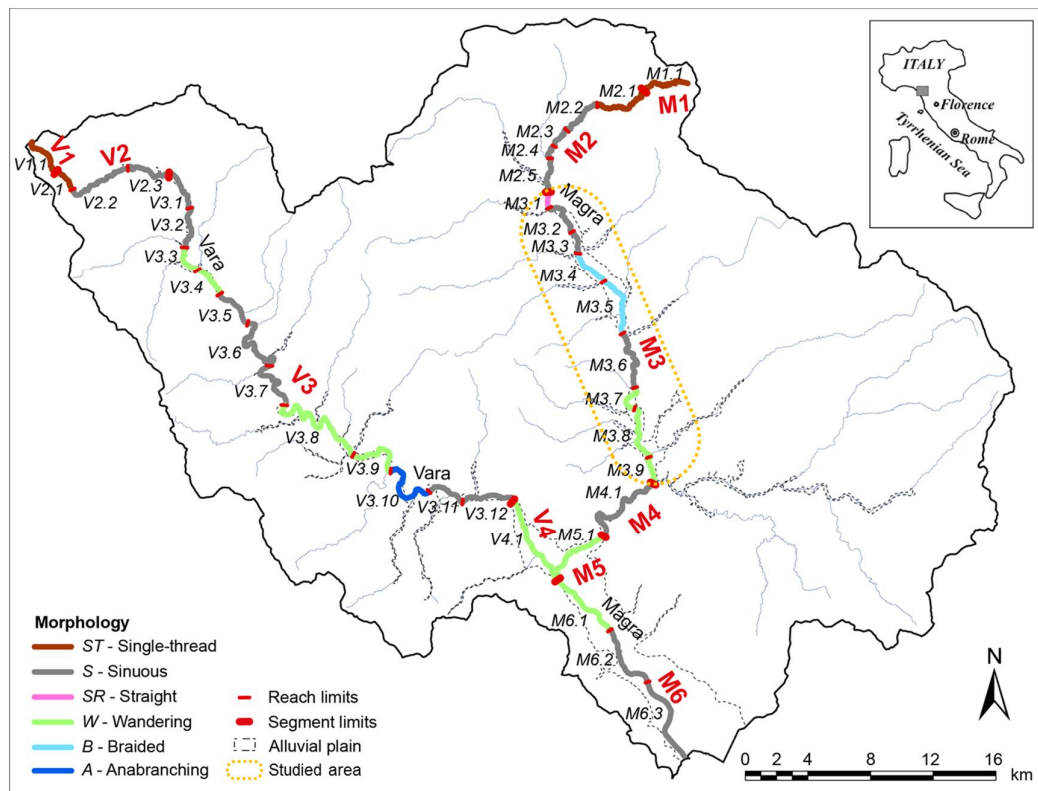 ITALY
Florence
Rome
Tyrrhenian Sea
M1.1
M2.1
M1
M2.2
M2.3
M2
M2.4
M2.5
Magra
M3.1
M3.2
M3.3
M3.4
M3.5
M3
M3.6
M3.7
M3.8
M3.9
M4.1
M4
M5.1
M5
Magra
M6.1
M6.2
M6
M6.3
V1
V1.1
V2
V2.1
V2.2
V2.3
V3.1
V3.2
Vara
V3.3
V3.4
V3.5
V3.6
V3.7
V3
V3.8
V3.9
Vara
V3.10
V3.11
V3.12
V4
V4.1
Morphology
ST - Single-thread
S - Sinuous
SR - Straight
W - Wandering
B - Braided
A - Anabranching
Reach limits
Segment limits
Alluvial plain
Studied area
N
0 2 4 8 12 16
km